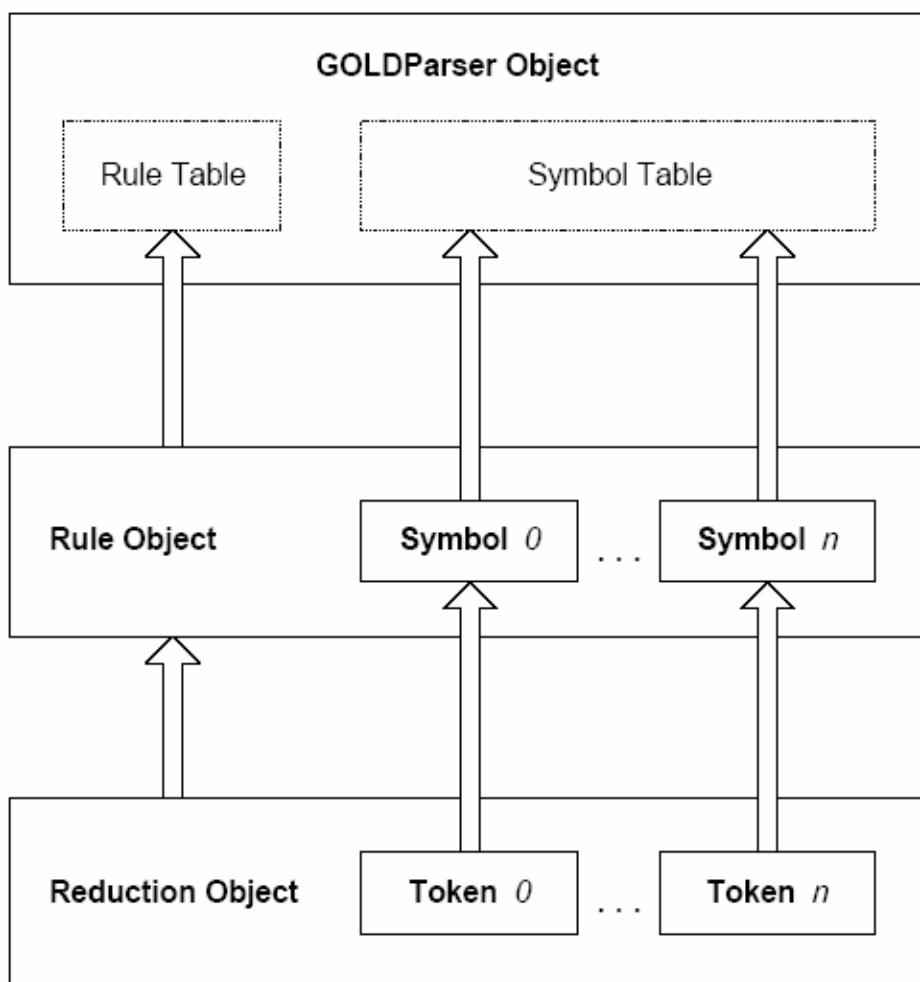 GOLDParser Object
Rule Table
Symbol Table
Rule Object
Symbol 0
. . .
Symbol n
Reduction Object
Token 0
. . .
Token n